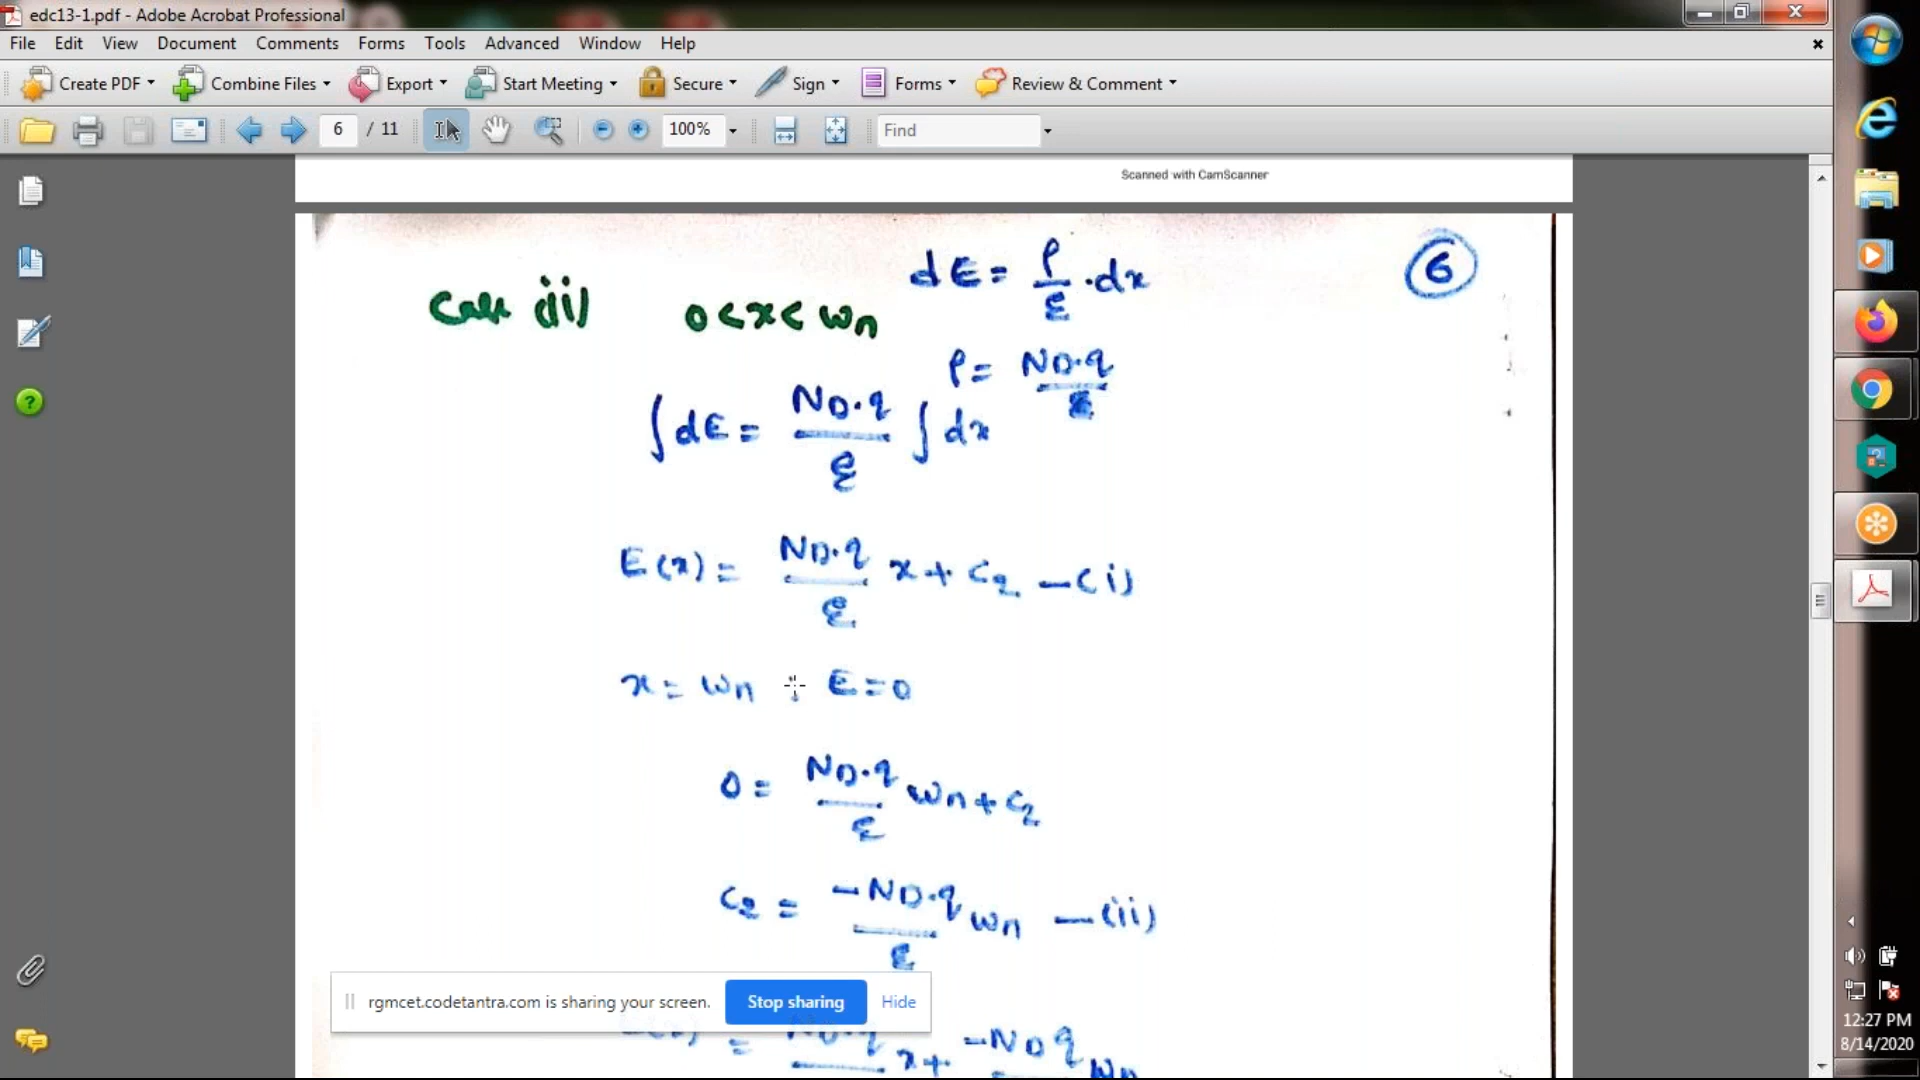 edc13-1.pdf - Adobe Acrobat Professional
File Edit View Document Comments Forms Tools Advanced Window Help
Create PDF Combine Files Export Start Meeting Secure Sign Forms Review & Comment
6 / 11 100% Find
Scanned with CamScanner
dE = ρ/ε · dx
6
Case (ii) 0 < x < Wn
ρ = ND·q
∫dE = ND·q/ε ∫dx
E(x) = ND·q/ε x + C2 — (i)
x = Wn E = 0
0 = ND·q/ε Wn + C2
C2 = -ND·q/ε Wn — (ii)
rgmcet.codetantra.com is sharing your screen. Stop sharing Hide
= ND·q x + -ND q Wn
12:27 PM
8/14/2020